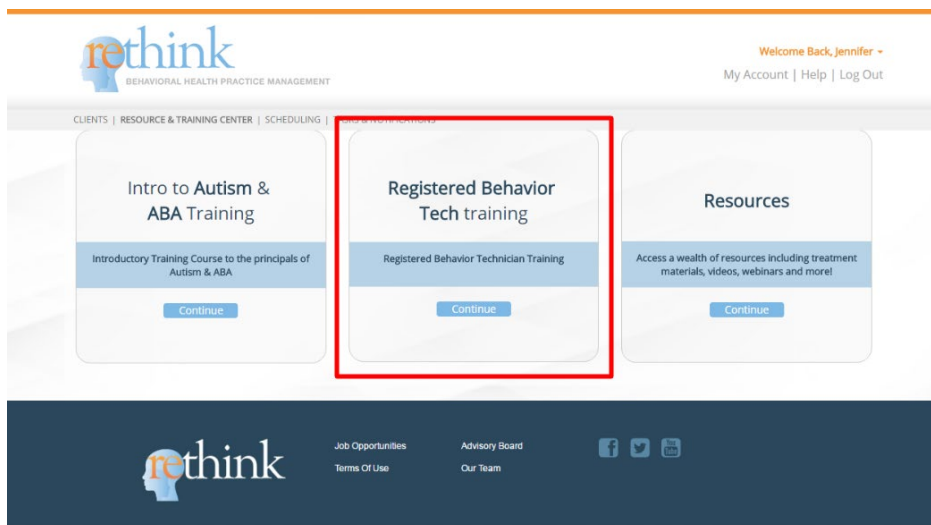 rethink
BEHAVIORAL HEALTH PRACTICE MANAGEMENT
Welcome Back, Jennifer
My Account | Help | Log Out
CLIENTS | RESOURCE & TRAINING CENTER | SCHEDULING | & NOTIFICATIONS
Intro to Autism &
ABA Training
Introductory Training Course to the principals of
Autism & ABA
Continue
Registered Behavior
Tech training
Registered Behavior Technician Training
Continue
Resources
Access a wealth of resources including treatment
materials, videos, webinars and more!
Continue
rethink
Job Opportunities
Terms Of Use
Advisory Board
Our Team